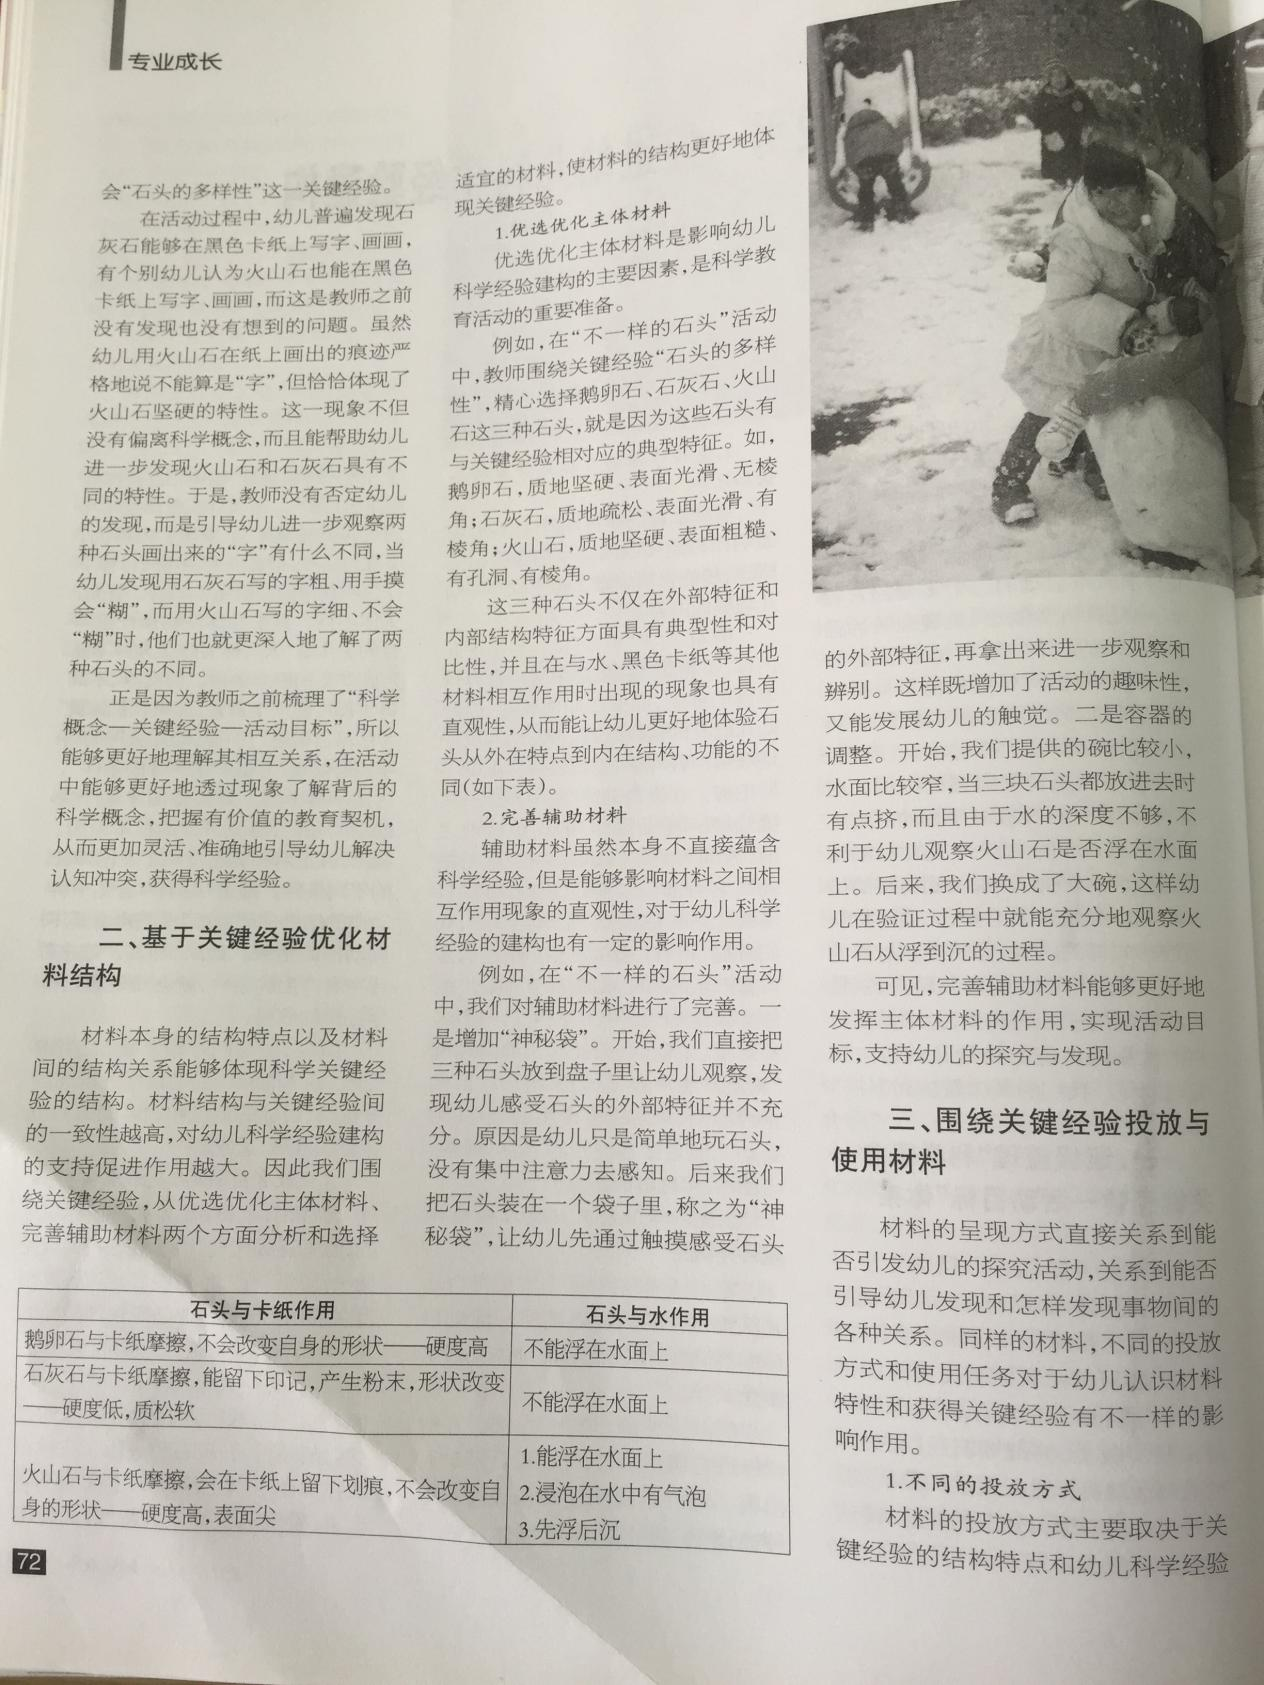 专业成长
会“石头的多样性”这一关键经验。
在活动过程中,幼儿普遍发现石
灰石能够在黑色卡纸上写字、画画,
有个别幼儿认为火山石也能在黑色
卡纸上写字、画画,而这是教师之前
没有发现也没有想到的问题。虽然
幼儿用火山石在纸上画出的痕迹严
格地说不能算是“字”,但恰恰体现了
火山石坚硬的特性。这一现象不但
没有偏离科学概念,而且能帮助幼儿
进一步发现火山石和石灰石具有不
同的特性。于是,教师没有否定幼儿
的发现,而是引导幼儿进一步观察两
种石头画出来的“字”有什么不同,当
幼儿发现用石灰石写的字粗、用手摸
会“糊”,而用火山石写的字细、不会
“糊”时,他们也就更深入地了解了两
种石头的不同。
正是因为教师之前梳理了“科学
概念—关键经验—活动目标”,所以
能够更好地理解其相互关系,在活动
中能够更好地透过现象了解背后的
科学概念,把握有价值的教育契机,
从而更加灵活、准确地引导幼儿解决
认知冲突,获得科学经验。
二、基于关键经验优化材
料结构
材料本身的结构特点以及材料
间的结构关系能够体现科学关键经
验的结构。材料结构与关键经验间
的一致性越高,对幼儿科学经验建构
的支持促进作用越大。因此我们围
绕关键经验,从优选优化主体材料、
完善辅助材料两个方面分析和选择
适宜的材料,使材料的结构更好地体
现关键经验。
1.优选优化主体材料
优选优化主体材料是影响幼儿
科学经验建构的主要因素,是科学教
育活动的重要准备。
例如,在“不一样的石头”活动
中,教师围绕关键经验“石头的多样
性”,精心选择鹅卵石、石灰石、火山
石这三种石头,就是因为这些石头有
与关键经验相对应的典型特征。如,
鹅卵石,质地坚硬、表面光滑、无棱
角;石灰石,质地疏松、表面光滑、有
棱角;火山石,质地坚硬、表面粗糙、
有孔洞、有棱角。
这三种石头不仅在外部特征和
内部结构特征方面具有典型性和对
比性,并且在与水、黑色卡纸等其他
材料相互作用时出现的现象也具有
直观性,从而能让幼儿更好地体验石
头从外在特点到内在结构、功能的不
同(如下表)。
2.完善辅助材料
辅助材料虽然本身不直接蕴含
科学经验,但是能够影响材料之间相
互作用现象的直观性,对于幼儿科学
经验的建构也有一定的影响作用。
例如,在“不一样的石头”活动
中,我们对辅助材料进行了完善。一
是增加“神秘袋”。开始,我们直接把
三种石头放到盘子里让幼儿观察,发
现幼儿感受石头的外部特征并不充
分。原因是幼儿只是简单地玩石头,
没有集中注意力去感知。后来我们
把石头装在一个袋子里,称之为“神
秘袋”,让幼儿先通过触摸感受石头
的外部特征,再拿出来进一步观察和
辨别。这样既增加了活动的趣味性,
又能发展幼儿的触觉。二是容器的
调整。开始,我们提供的碗比较小,
水面比较窄,当三块石头都放进去时
有点挤,而且由于水的深度不够,不
利于幼儿观察火山石是否浮在水面
上。后来,我们换成了大碗,这样幼
儿在验证过程中就能充分地观察火
山石从浮到沉的过程。
可见,完善辅助材料能够更好地
发挥主体材料的作用,实现活动目
标,支持幼儿的探究与发现。
三、围绕关键经验投放与
使用材料
材料的呈现方式直接关系到能
否引发幼儿的探究活动,关系到能否
引导幼儿发现和怎样发现事物间的
各种关系。同样的材料,不同的投放
方式和使用任务对于幼儿认识材料
特性和获得关键经验有不一样的影
响作用。
1.不同的投放方式
材料的投放方式主要取决于关
键经验的结构特点和幼儿科学经验
石头与卡纸作用
石头与水作用
鹅卵石与卡纸摩擦,不会改变自身的形状——硬度高
不能浮在水面上
石灰石与卡纸摩擦,能留下印记,产生粉末,形状改变
——硬度低,质松软
不能浮在水面上
火山石与卡纸摩擦,会在卡纸上留下划痕,不会改变自
身的形状——硬度高,表面尖
1.能浮在水面上
2.浸泡在水中有气泡
3.先浮后沉
72